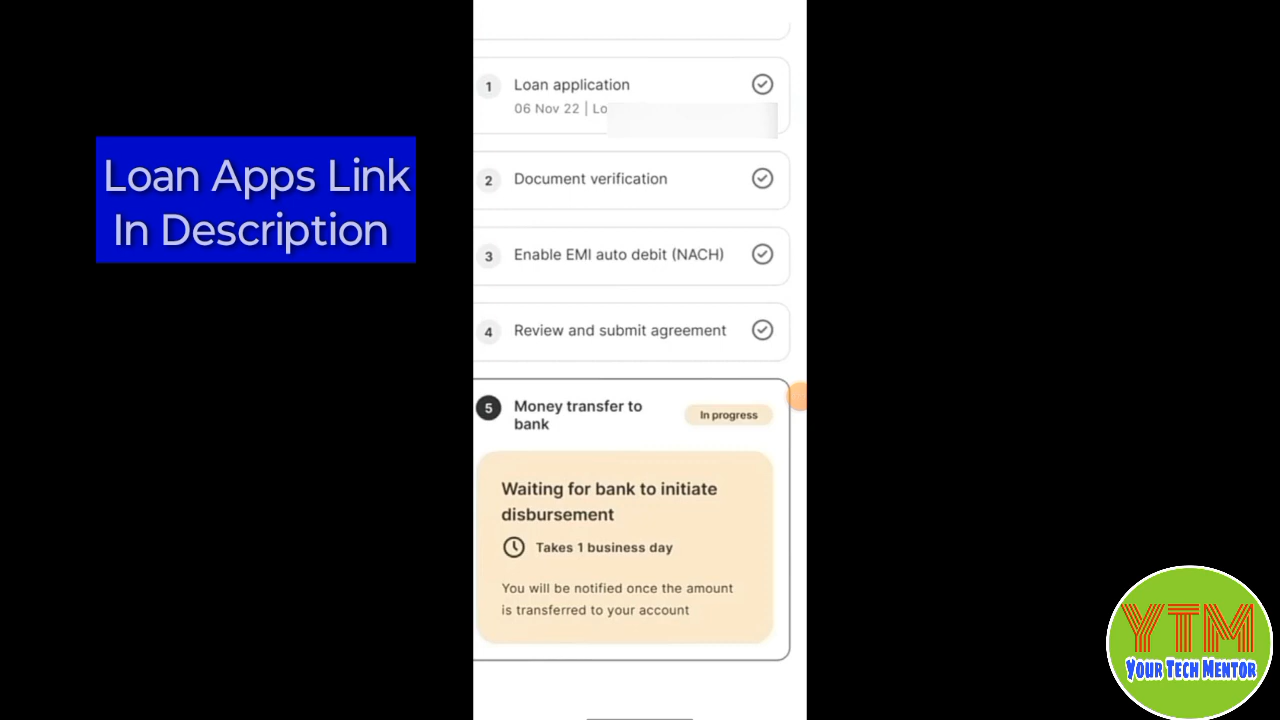 Loan Apps Link
In Description
1
Loan application
06 Nov 22 | Lo
2
Document verification
3
Enable EMI auto debit (NACH)
4
Review and submit agreement
5
Money transfer to
bank
In progress
Waiting for bank to initiate
disbursement
Takes 1 business day
You will be notified once the amount
is transferred to your account
YTM
YOUR TECH MENTOR